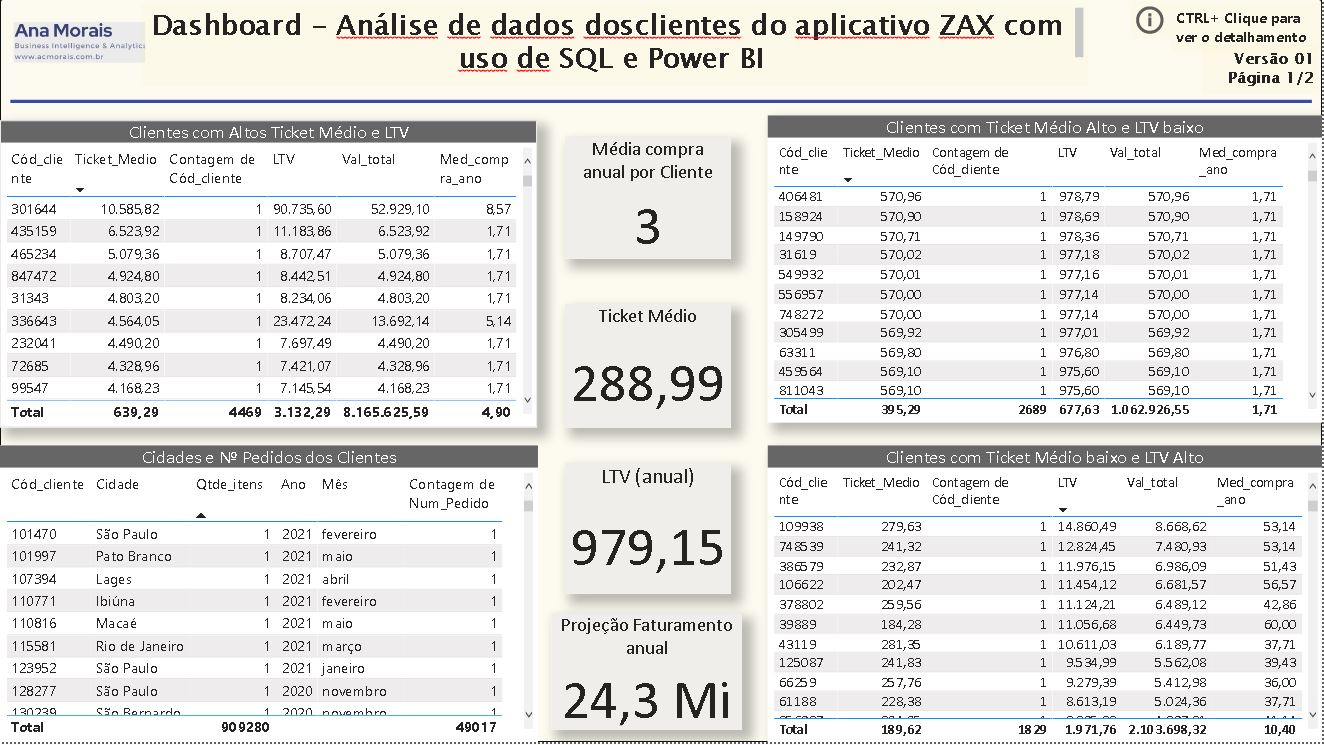 Ana Morais
Business Intelligence & Analytics
www.acmorais.com.br
Dashboard – Análise de dados dosclientes do aplicativo ZAX com
uso de SQL e Power BI
CTRL+ Clique para
ver o detalhamento
Versão 01
Página 1/2
Clientes com Altos Ticket Médio e LTV
Cód_clie Ticket_Medio Contagem de LTV Val_total Med_comp
nte Cód_cliente ra_ano
301644 10.585,82 1 90.735,60 52.929,10 8,57
435159 6.523,92 1 11.183,86 6.523,92 1,71
465234 5.079,36 1 8.707,47 5.079,36 1,71
847472 4.924,80 1 8.442,51 4.924,80 1,71
31343 4.803,20 1 8.234,06 4.803,20 1,71
336643 4.564,05 1 23.472,24 13.692,14 5,14
232041 4.490,20 1 7.697,49 4.490,20 1,71
72685 4.328,96 1 7.421,07 4.328,96 1,71
99547 4.168,23 1 7.145,54 4.168,23 1,71
Total 639,29 4469 3.132,29 8.165.625,59 4,90
Média compra
anual por Cliente
3
Ticket Médio
288,99
LTV (anual)
979,15
Projeção Faturamento
anual
24,3 Mi
Clientes com Ticket Médio Alto e LTV baixo
Cód_clie Ticket_Medio Contagem de LTV Val_total Med_compra
nte Cód_cliente _ano
406481 570,96 1 978,79 570,96 1,71
158924 570,90 1 978,69 570,90 1,71
149790 570,71 1 978,36 570,71 1,71
31619 570,02 1 977,18 570,02 1,71
549932 570,01 1 977,16 570,01 1,71
556957 570,00 1 977,14 570,00 1,71
748272 570,00 1 977,14 570,00 1,71
305499 569,92 1 977,01 569,92 1,71
63311 569,80 1 976,80 569,80 1,71
459564 569,10 1 975,60 569,10 1,71
811043 569,10 1 975,60 569,10 1,71
Total 395,29 2689 677,63 1.062.926,55 1,71
Cidades e Nº Pedidos dos Clientes
Cód_cliente Cidade Qtde_itens Ano Mês Contagem de
Num_Pedido
101470 São Paulo 1 2021 fevereiro 1
101997 Pato Branco 1 2021 maio 1
107394 Lages 1 2021 abril 1
110771 Ibiúna 1 2021 fevereiro 1
110816 Macaé 1 2021 maio 1
115581 Rio de Janeiro 1 2021 março 1
123952 São Paulo 1 2021 janeiro 1
128277 São Paulo 1 2020 novembro 1
130239 São Bernardo 1 2020 novembro 1
Total 909280 49017
Clientes com Ticket Médio baixo e LTV Alto
Cód_clie Ticket_Medio Contagem de LTV Val_total Med_compra
nte Cód_cliente _ano
109938 279,63 1 14.860,49 8.668,62 53,14
748539 241,32 1 12.824,45 7.480,93 53,14
386579 232,87 1 11.976,15 6.986,09 51,43
106622 202,47 1 11.454,12 6.681,57 56,57
378802 259,56 1 11.124,21 6.489,12 42,86
39889 184,28 1 11.056,68 6.449,73 60,00
43119 281,35 1 10.611,03 6.189,77 37,71
125087 241,83 1 9.534,99 5.562,08 39,43
66259 257,76 1 9.279,39 5.412,98 36,00
61188 228,38 1 8.613,19 5.024,36 37,71
Total 189,62 1829 1.971,76 2.103.698,32 10,40